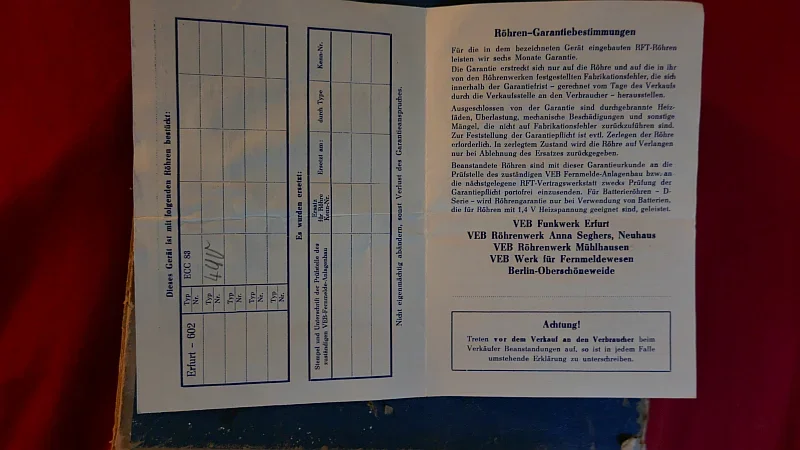 Dieses Gerät ist mit folgenden Röhren bestückt:
Erfurt - 602
Typ ECC 83
Nr.
Typ
Nr.
Typ
Nr.
Typ
Nr.
Typ
Nr.
Es wurden ersetzt:
Stempel und Unterschrift der Prüfstelle des
zuständigen VEB-Fernmelde-Anlagenbau
Ersatz
für Röhre
Kenn-Nr.
Ersetzt am:
durch Type
Kenn-Nr.
Nicht eigenmächtig abändern, sonst Verlust des Garantieanspruches.
Röhren-Garantiebestimmungen
Für die in dem bezeichneten Gerät eingebauten RFT-Röhren
leisten wir sechs Monate Garantie.
Die Garantie erstreckt sich nur auf die Röhre und auf die in ihr
von den Röhrenwerken festgestellten Fabrikationsfehler, die sich
innerhalb der Garantiefrist - gerechnet vom Tage des Verkaufs
durch die Verkaufsstelle an den Verbraucher - herausstellen.
Ausgeschlossen von der Garantie sind durchgebrannte Heiz-
fäden, Überlastung, mechanische Beschädigungen und sonstige
Mängel, die nicht auf Fabrikationsfehler zurückzuführen sind.
Zur Feststellung der Garantiepflicht ist evtl. Zerlegen der Röhre
erforderlich. In zerlegtem Zustand wird die Röhre auf Verlangen
nur bei Ablehnung des Ersatzes zurückgegeben.
Beanstandete Röhren sind mit dieser Garantieurkunde an die
Prüfstelle des zuständigen VEB Fernmelde-Anlagenbau bzw. an
die nächstgelegene RFT-Vertragswerkstatt zwecks Prüfung der
Garantiepflicht portofrei einzusenden. Für Batterieröhren - D-
Serie - wird Röhrengarantie nur bei Verwendung von Batterien,
die für Röhren mit 1,4 V Heizspannung geeignet sind, geleistet.
VEB Funkwerk Erfurt
VEB Röhrenwerk Anna Seghers, Neuhaus
VEB Röhrenwerk Mühlhausen
VEB Werk für Fernmeldewesen
Berlin-Oberschöneweide
Achtung!
Treten vor dem Verkauf an den Verbraucher beim
Verkäufer Beanstandungen auf, so ist in jedem Falle
umstehende Erklärung zu unterschreiben.